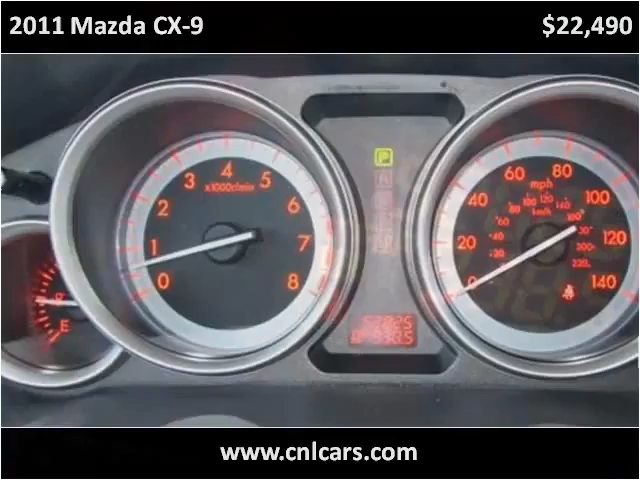 2011 Mazda CX-9 $22,490
P
0 1 2 3 4 5 6 7 8
x1000r/min
0 20 40 60 80 100 120 140
mph
km/h
E
www.cnlcars.com